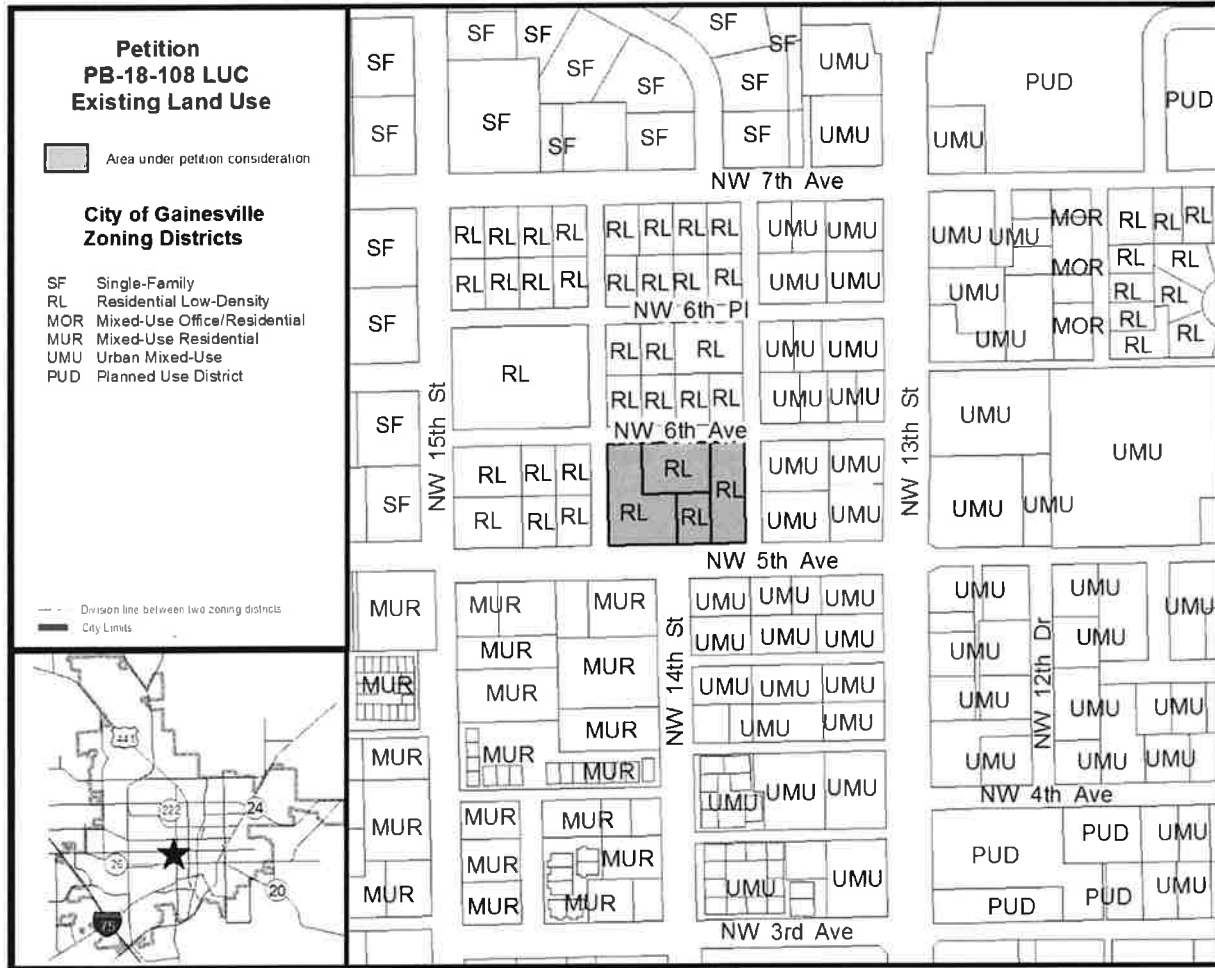 Petition
PB-18-108 LUC
Existing Land Use
Area under petition consideration
City of Gainesville
Zoning Districts
SF Single-Family
RL Residential Low-Density
MOR Mixed-Use Office/Residential
MUR Mixed-Use Residential
UMU Urban Mixed-Use
PUD Planned Use District
Division line between two zoning districts
City Limits
441
222
24
26
20
75
SF SF SF SF UMU PUD PUD
SF SF SF SF
SF SF SF SF SF UMU UMU
NW 7th Ave
SF RL RL RL RL RL RL RL RL UMU UMU UMU UMU MOR RL RL RL
RL RL RL RL RL RL RL RL UMU UMU UMU MOR RL RL RL RL
NW 6th Pl
SF RL RL RL RL UMU UMU UMU MOR RL RL RL
RL RL RL RL UMU UMU UMU
NW 6th Ave
SF UMU UMU
NW 15th St
NW 13th St
RL RL RL RL RL UMU UMU
SF RL RL RL RL RL UMU UMU UMU UMU
NW 5th Ave
MUR MUR MUR UMU UMU UMU UMU UMU UMU
MUR UMU UMU UMU UMU UMU
NW 14th St
NW 12th Dr
MUR MUR MUR UMU UMU UMU UMU UMU UMU
MUR UMU UMU
MUR MUR MUR UMU UMU UMU
NW 4th Ave
MUR MUR MUR UMU UMU UMU PUD UMU
MUR MUR PUD
MUR MUR MUR UMU UMU PUD PUD UMU
NW 3rd Ave